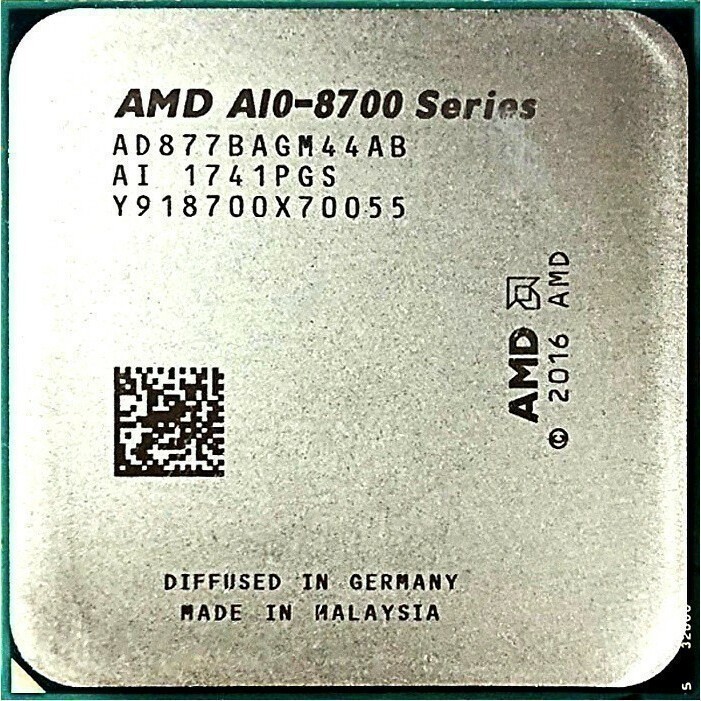 AMD A10-8700 Series
AD877BAGM44AB
AI 1741PGS
Y918700X70055
AMD
© 2016 AMD
DIFFUSED IN GERMANY
MADE IN MALAYSIA